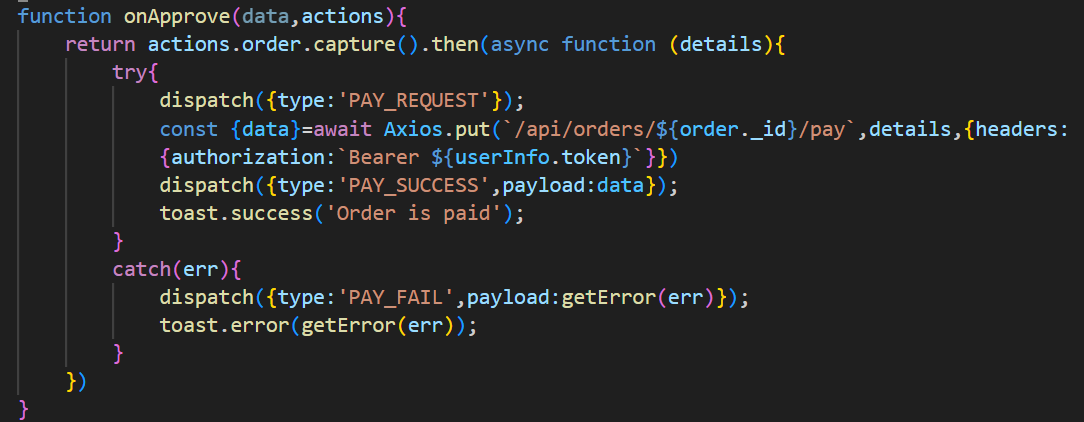 function onApprove(data,actions){
return actions.order.capture().then(async function (details){
try{
dispatch({type:'PAY_REQUEST'});
const {data}=await Axios.put(`/api/orders/${order._id}/pay`,details,{headers:
{authorization:`Bearer ${userInfo.token}`}})
dispatch({type:'PAY_SUCCESS',payload:data});
toast.success('Order is paid');
}
catch(err){
dispatch({type:'PAY_FAIL',payload:getError(err)});
toast.error(getError(err));
}
})
}